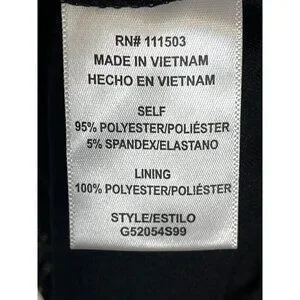 RN# 111503
MADE IN VIETNAM
HECHO EN VIETNAM
SELF
95% POLYESTER/POLIÉSTER
5% SPANDEX/ELASTANO
LINING
100% POLYESTER/POLIÉSTER
STYLE/ESTILO
G52054S99